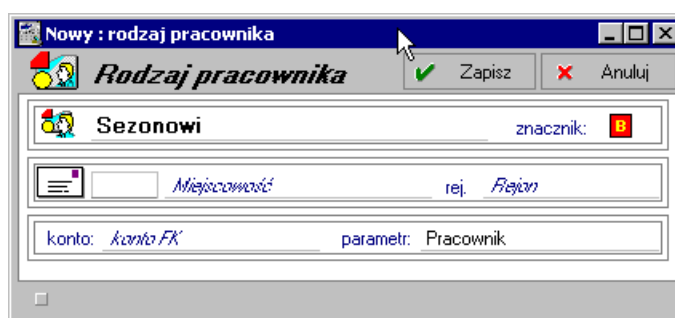 Nowy : rodzaj pracownika
Rodzaj pracownika Zapisz Anuluj
Sezonowi znacznik: B
Miejscowość rej. Rejon
konto: konto FK parametr: Pracownik